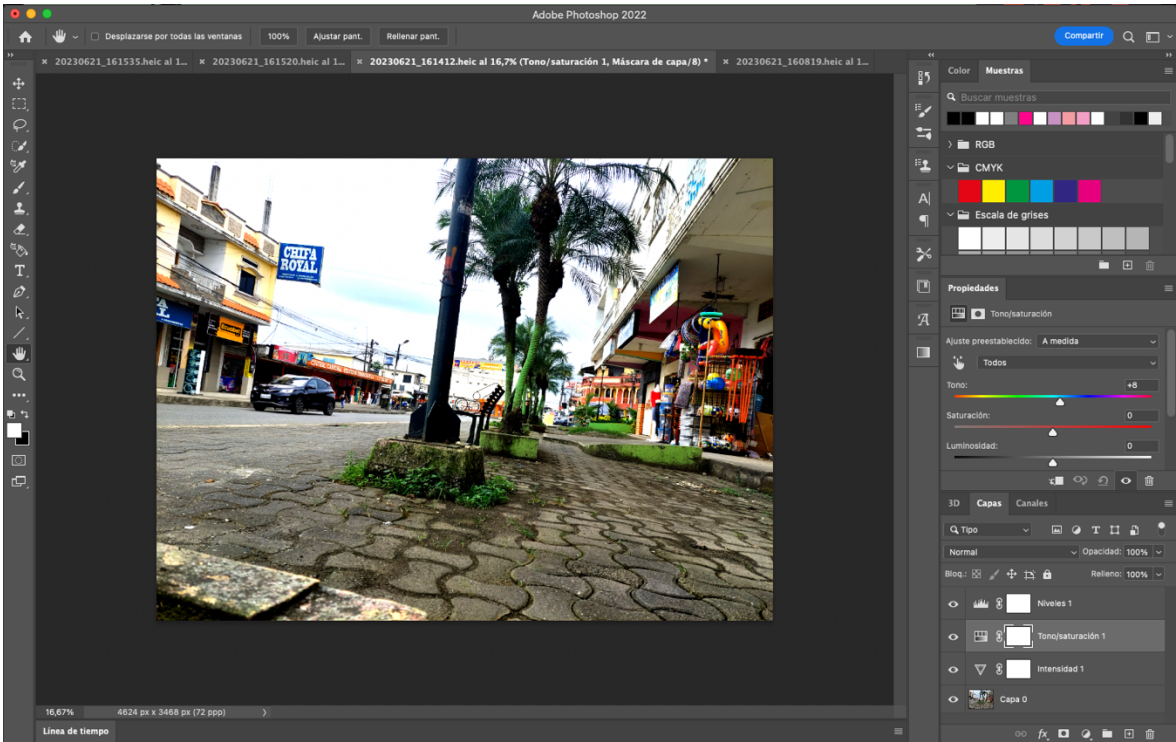 Adobe Photoshop 2022
Desplazarse por todas las ventanas 100% Ajustar pant. Rellenar pant. Compartir
× 20230621_161535.heic al 1... × 20230621_161520.heic al 1... × 20230621_161412.heic al 16,7% (Tono/saturación 1, Máscara de capa/8) * × 20230621_160819.heic al 1...
Color Muestras
Buscar muestras
RGB
CMYK
Escala de grises
CHIFA
ROYAL
Propiedades
Tono/saturación
Ajuste preestablecido: A medida
Todos
Tono: +8
Saturación: 0
Luminosidad: 0
3D Capas Canales
Tipo
Normal Opacidad: 100%
Bloq.: Relleno: 100%
Niveles 1
Tono/saturación 1
Intensidad 1
Capa 0
16,67% 4624 px x 3468 px (72 ppp)
Línea de tiempo